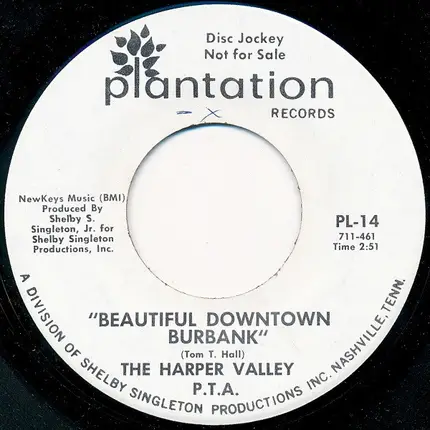 Disc Jockey
Not for Sale
plantation
RECORDS
- x
NewKeys Music (BMI)
Produced By
Shelby S.
Singleton, Jr. for
Shelby Singleton
Productions, Inc.
PL-14
711-461
Time 2:51
"BEAUTIFUL DOWNTOWN
BURBANK"
(Tom T. Hall)
THE HARPER VALLEY
P.T.A.
A DIVISION OF SHELBY SINGLETON PRODUCTIONS INC. NASHVILLE, TENN.